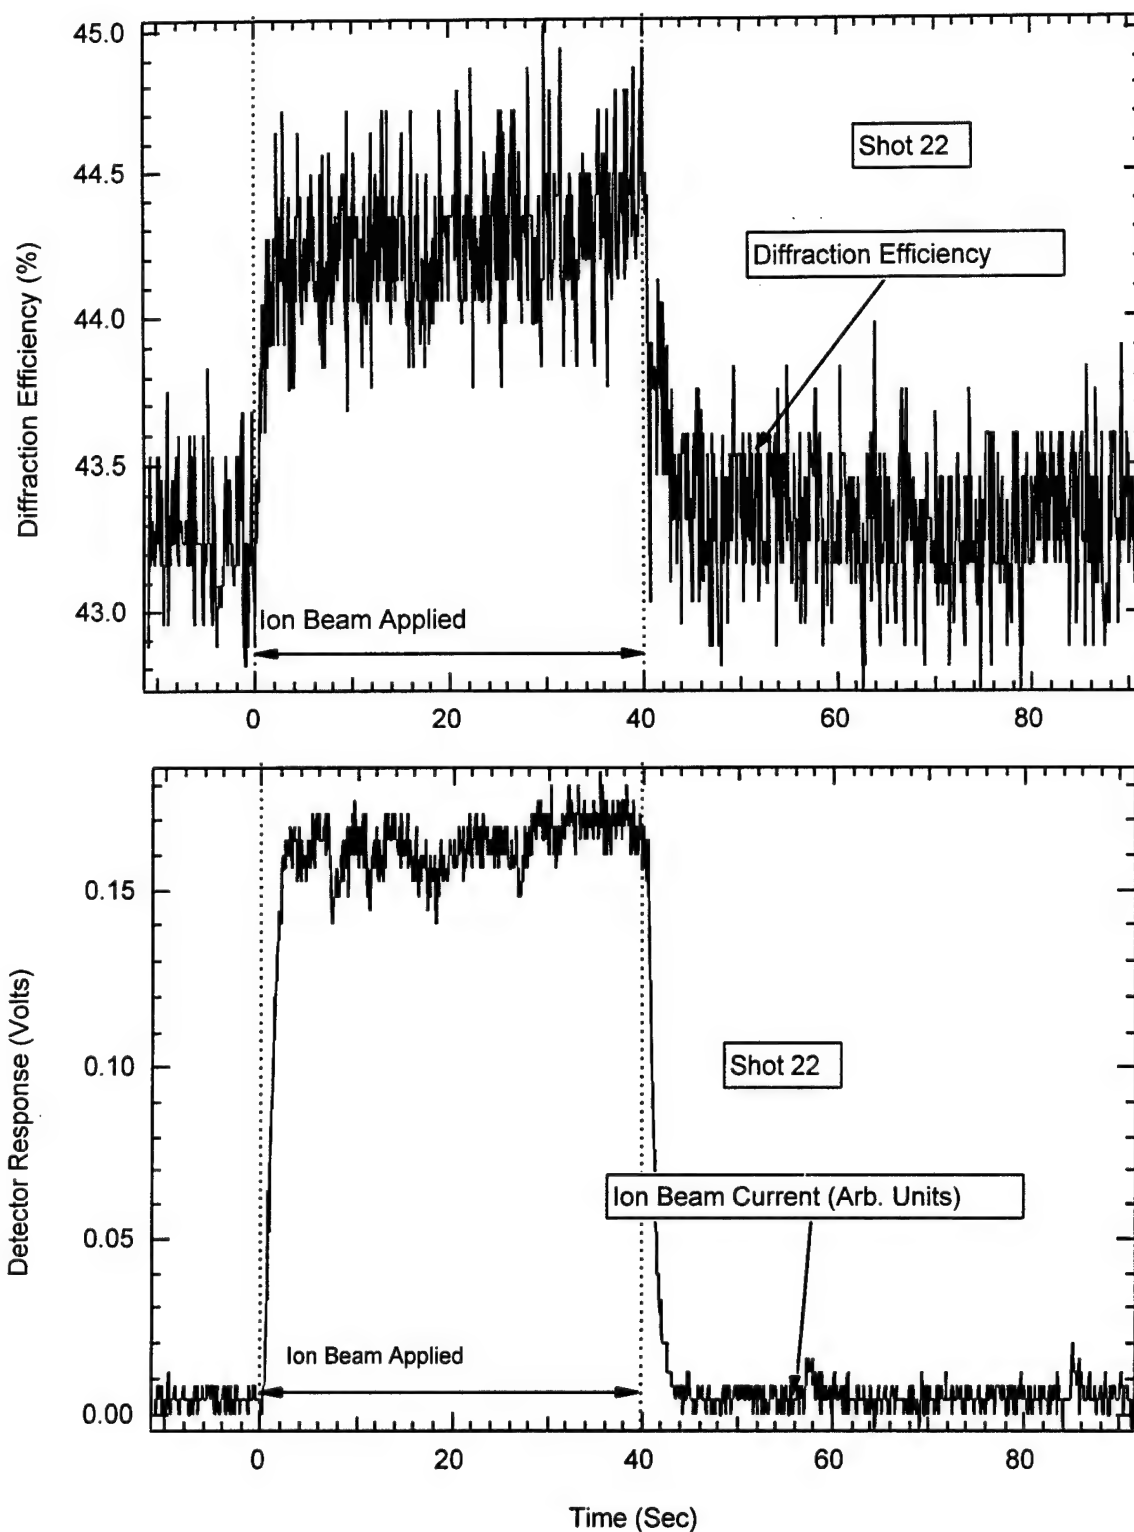 45.0
44.5
44.0
43.5
43.0
Diffraction Efficiency (%)
Shot 22
Diffraction Efficiency
Ion Beam Applied
0
20
40
60
80
0.15
0.10
0.05
0.00
Detector Response (Volts)
Shot 22
Ion Beam Current (Arb. Units)
Ion Beam Applied
0
20
40
60
80
Time (Sec)